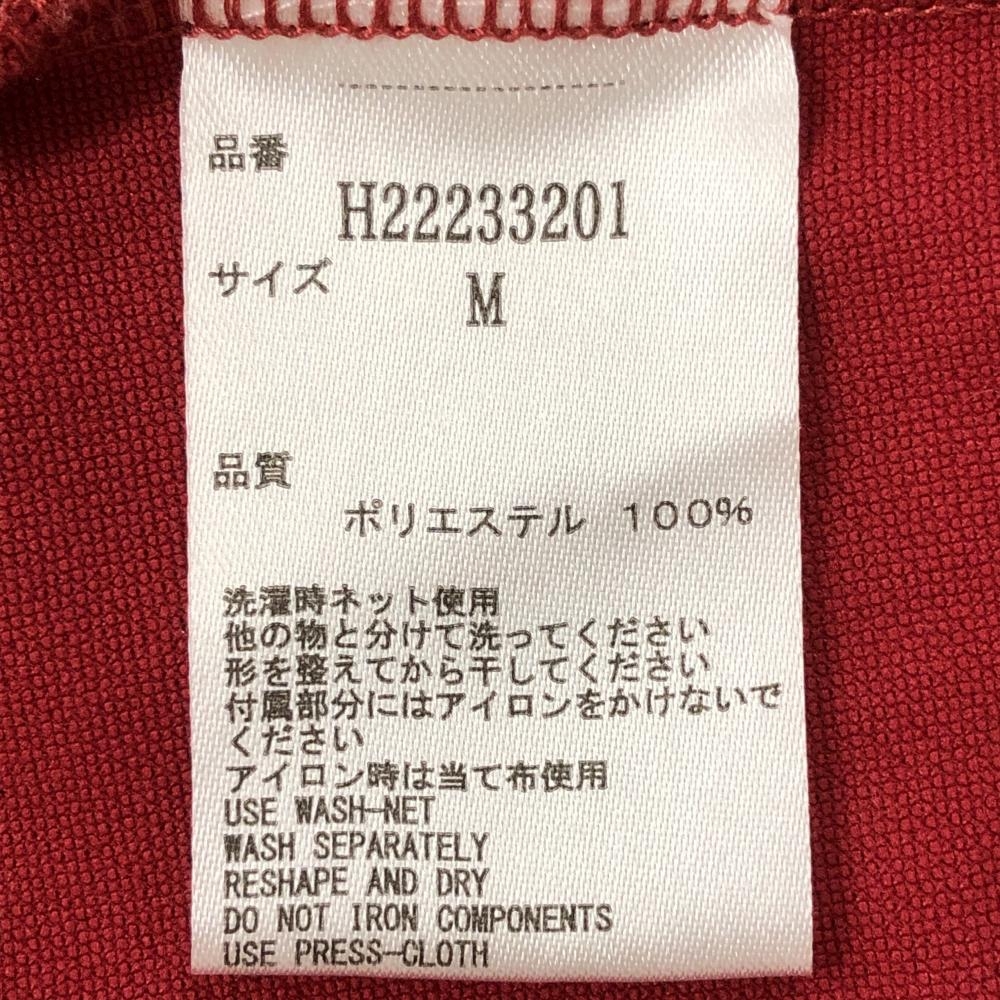 品番
H22233201
サイズ
M
品質
ポリエステル 100%
洗濯時ネット使用
他の物と分けて洗ってください
形を整えてから干してください
付属部分にはアイロンをかけないで
ください
アイロン時は当て布使用
USE WASH-NET
WASH SEPARATELY
RESHAPE AND DRY
DO NOT IRON COMPONENTS
USE PRESS-CLOTH